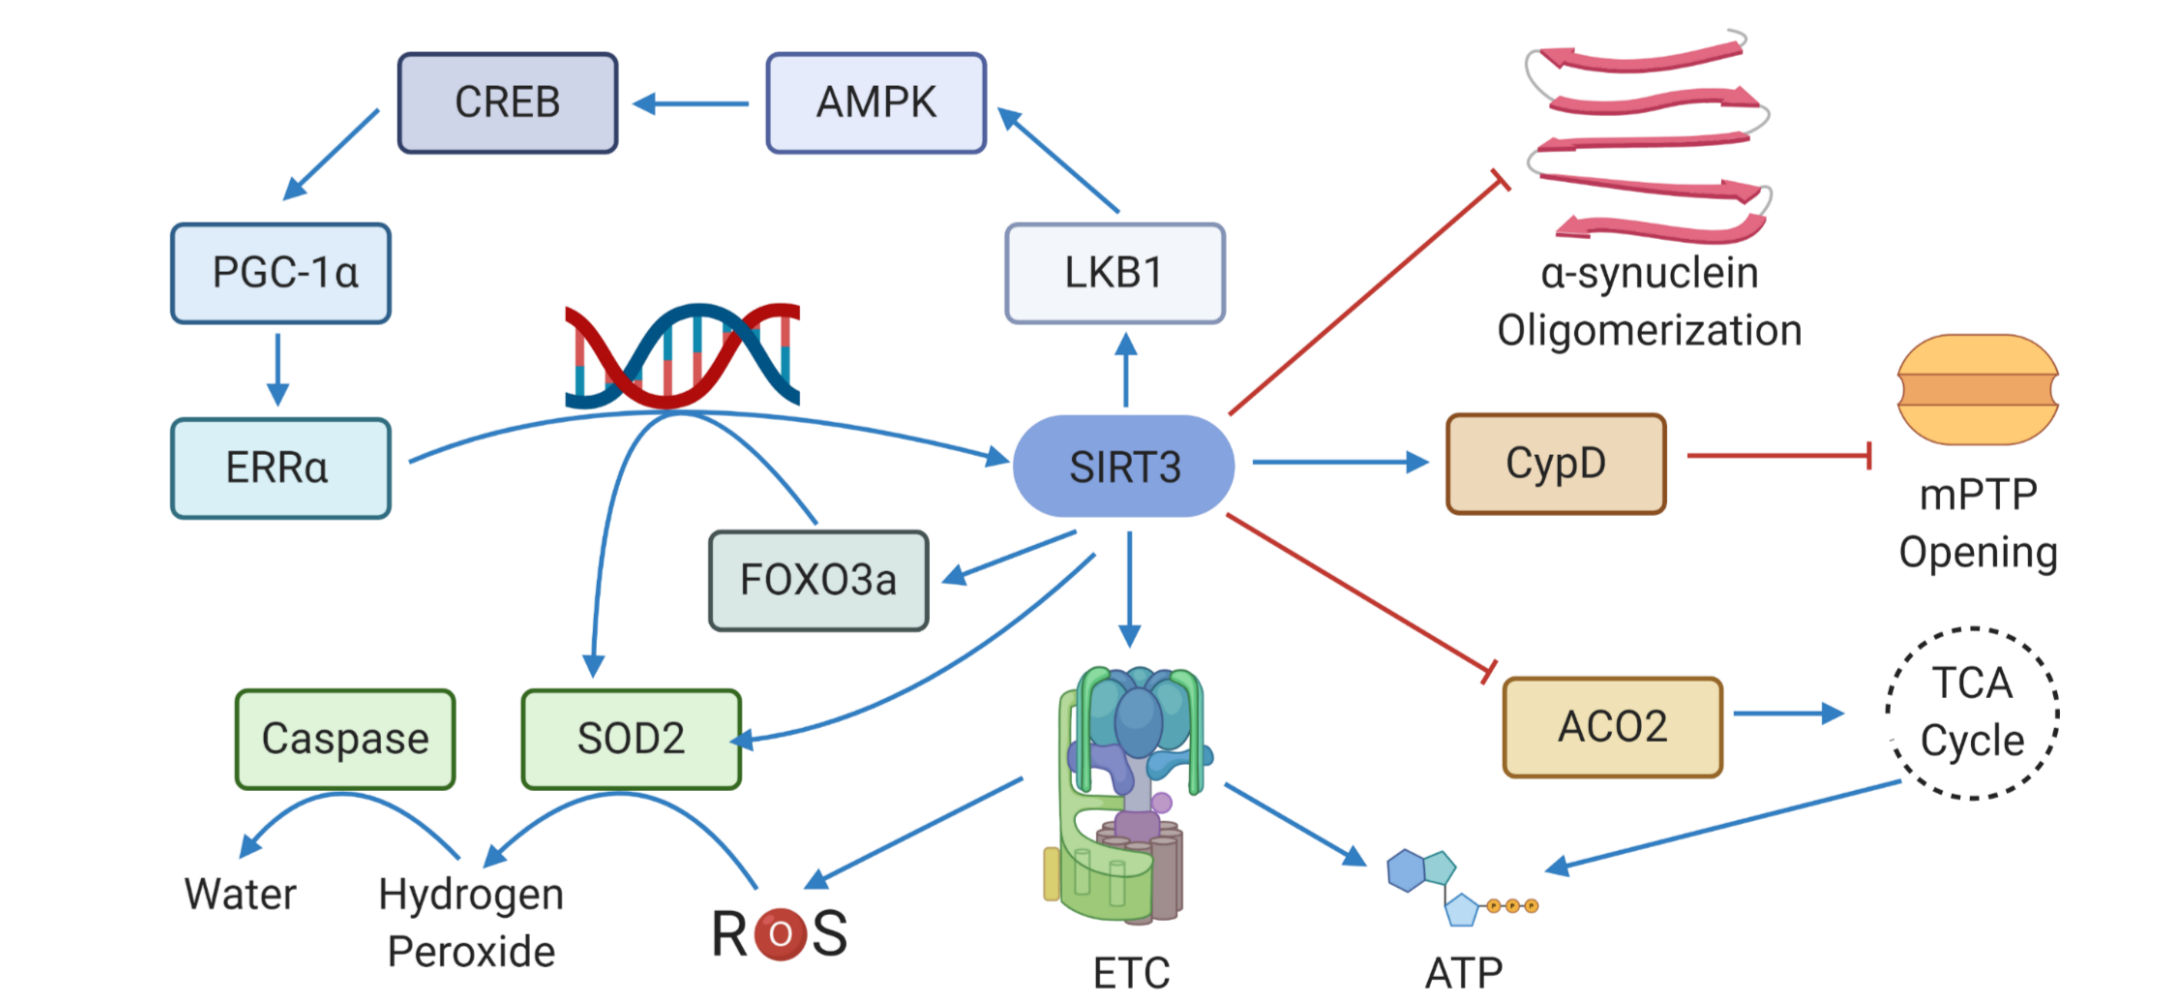 CREB
AMPK
PGC-1α
LKB1
α-synuclein
Oligomerization
ERRα
SIRT3
CypD
mPTP
Opening
FOXO3a
Caspase
SOD2
ACO2
TCA
Cycle
Water
Hydrogen
Peroxide
ROS
P P P
ETC
ATP